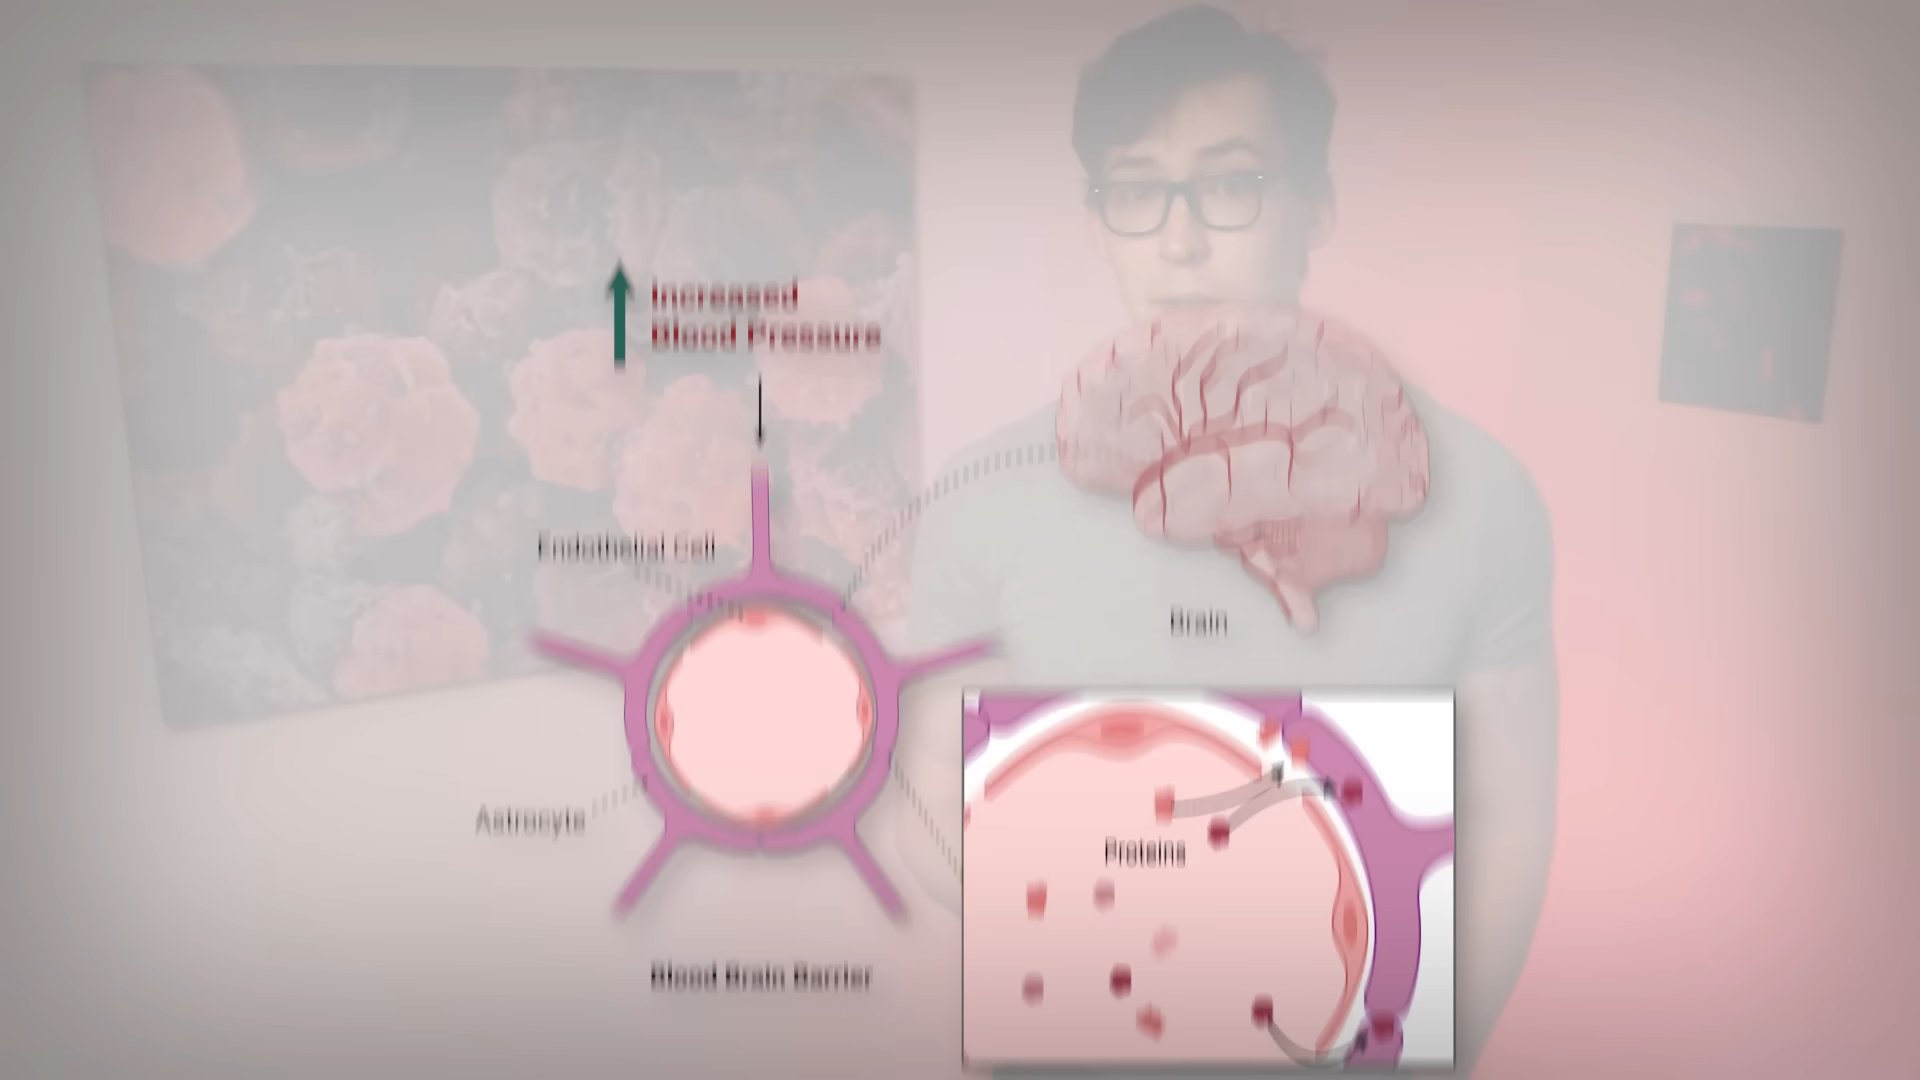 Increased
Blood Pressure
Endothelial Cell
Brain
Astrocyte
Proteins
Blood Brain Barrier